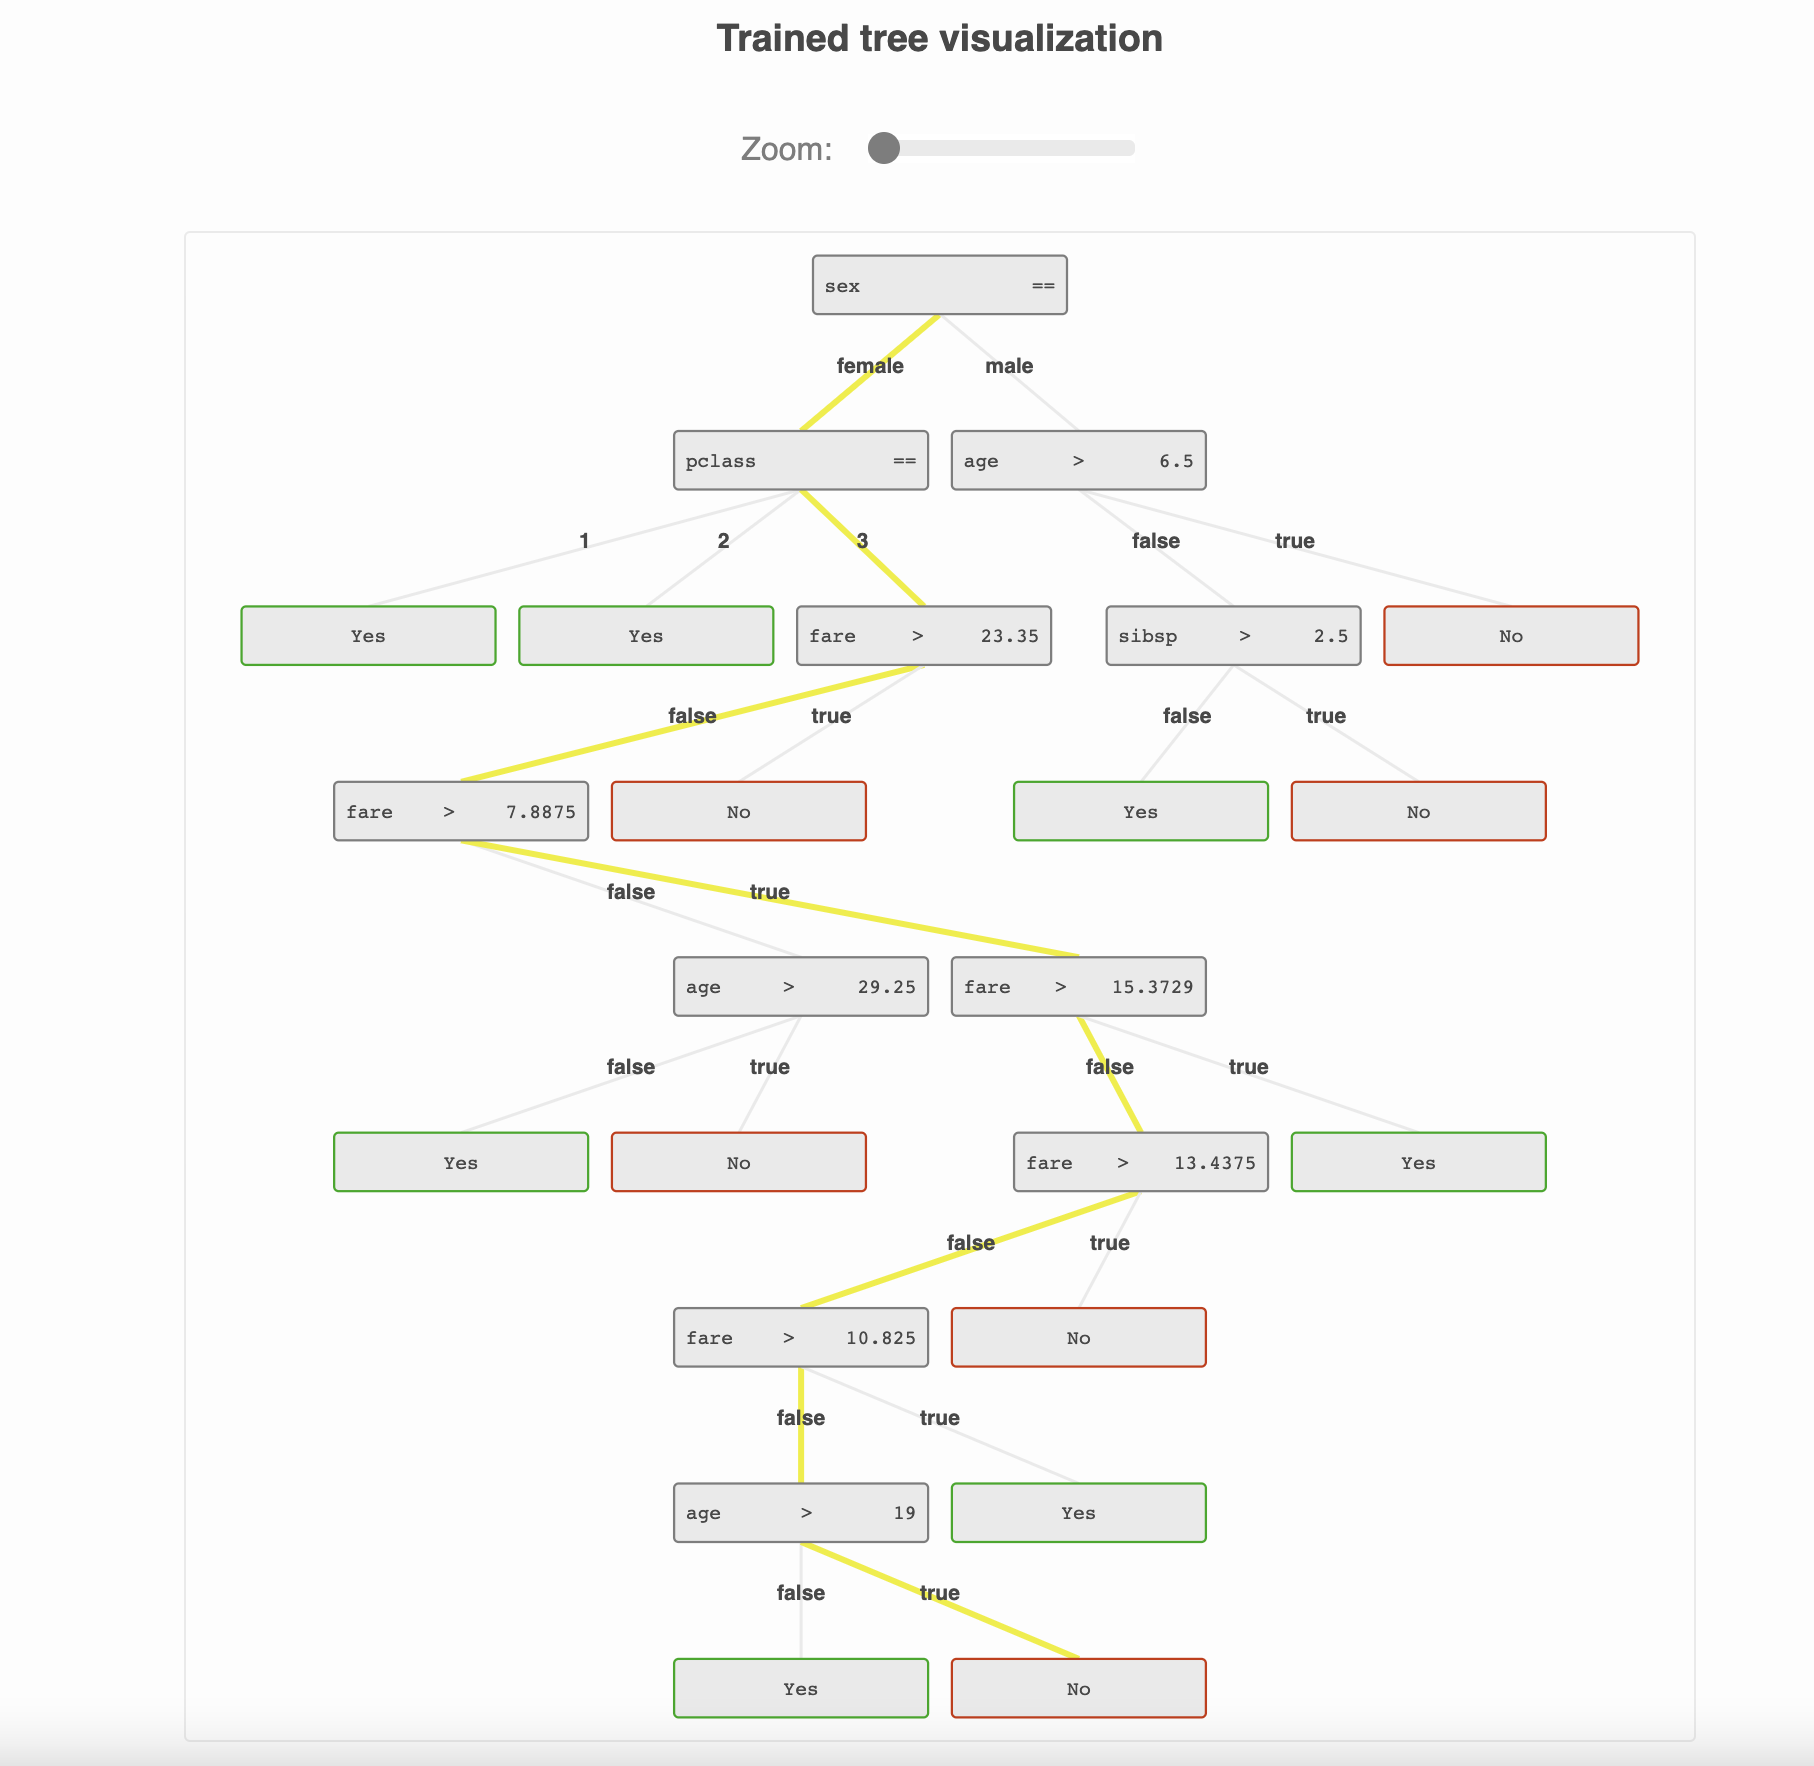 Trained tree visualization
Zoom:
sex ==
female male
pclass == age > 6.5
1 2 3 false true
Yes Yes fare > 23.35 sibsp > 2.5 No
false true false true
fare > 7.8875 No Yes No
false true
age > 29.25 fare > 15.3729
false true false true
Yes No fare > 13.4375 Yes
false true
fare > 10.825 No
false true
age > 19 Yes
false true
Yes No